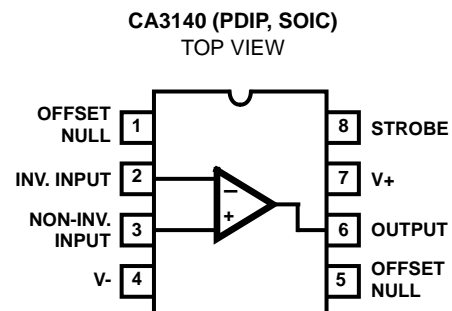 CA3140 (PDIP, SOIC)
TOP VIEW
OFFSET
NULL
1
8
STROBE
INV. INPUT
2
7
V+
NON-INV.
INPUT
3
6
OUTPUT
V-
4
5
OFFSET
NULL
–
+